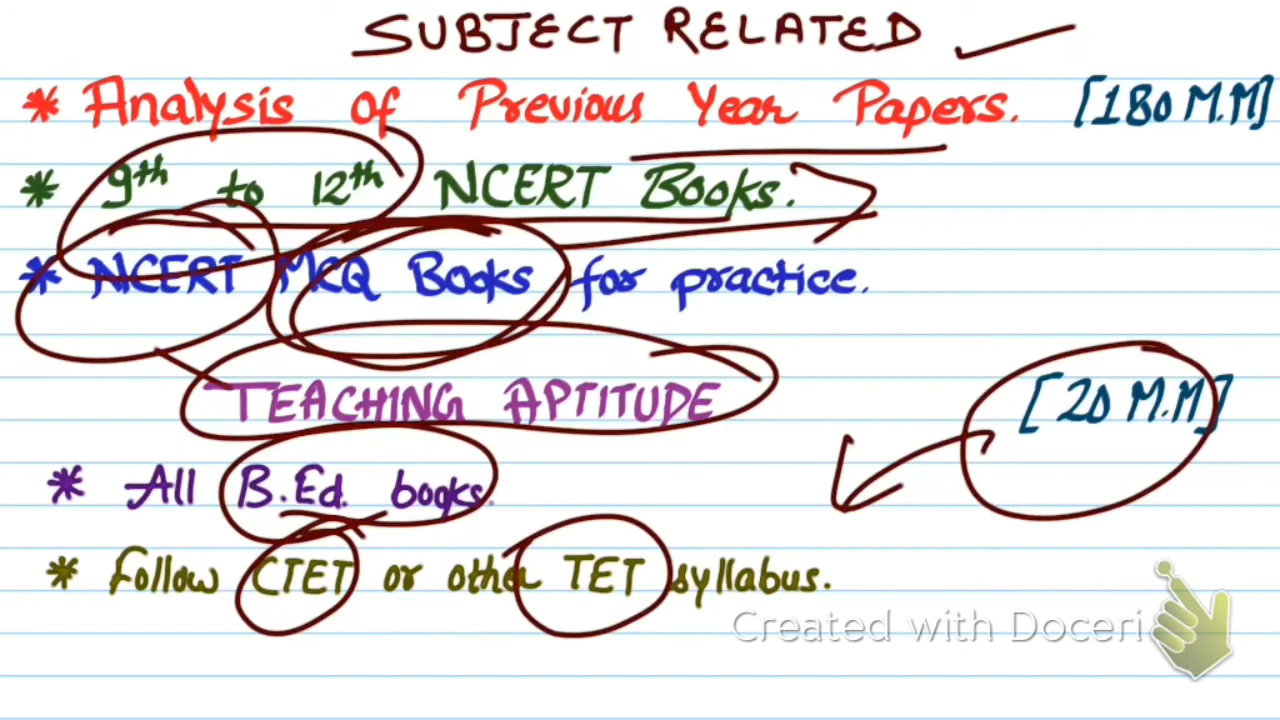 SUBJECT RELATED
* Analysis of Previous Year Papers. [180 M.M]
* 9th to 12th NCERT Books.
* NCERT MCQ Books for practice.
TEACHING APTITUDE [20 M.M]
* All B.Ed. books.
* Follow CTET or other TET syllabus.
Created with Doceri